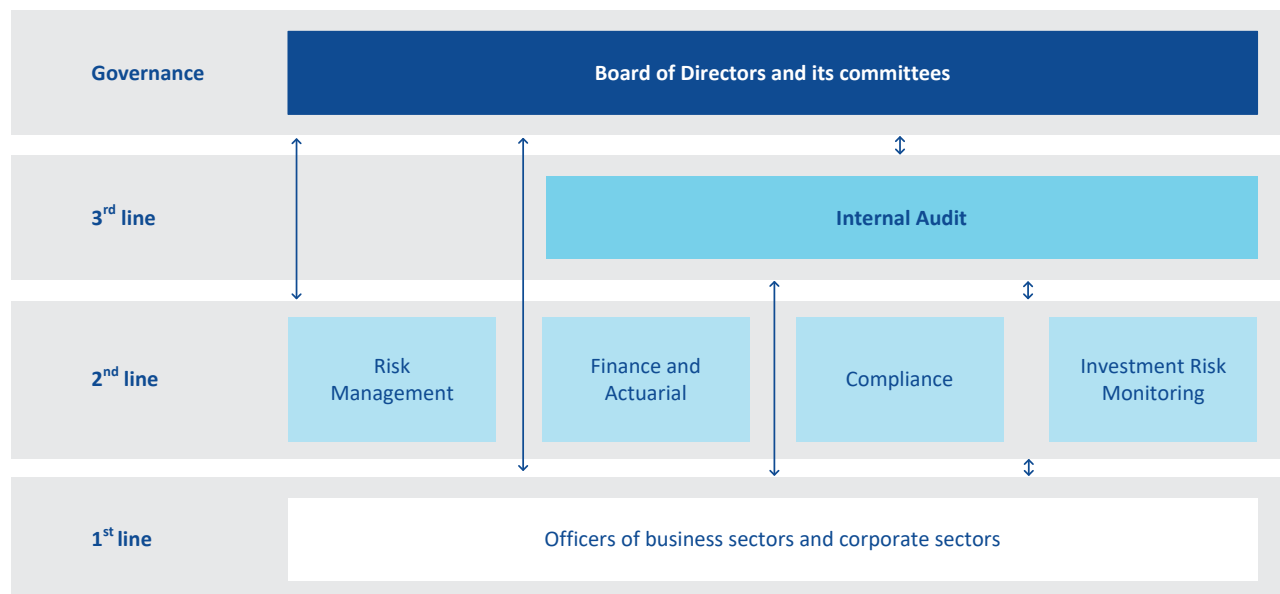 Governance
Board of Directors and its committees
3rd line
Internal Audit
2nd line
Risk
Management
Finance and
Actuarial
Compliance
Investment Risk
Monitoring
1st line
Officers of business sectors and corporate sectors